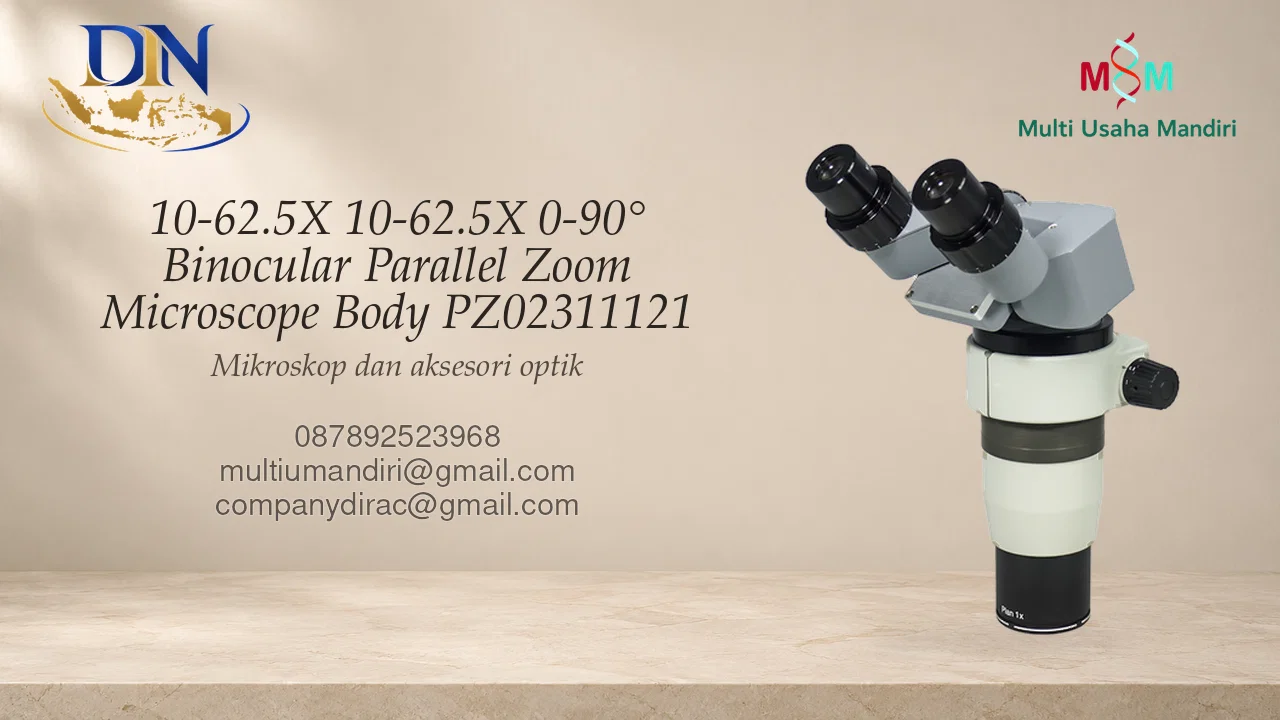 DN
M M
Multi Usaha Mandiri
10-62.5X 10-62.5X 0-90°
Binocular Parallel Zoom
Microscope Body PZ02311121
Mikroskop dan aksesori optik
087892523968
multiumandiri@gmail.com
companydirac@gmail.com
Plan 1x